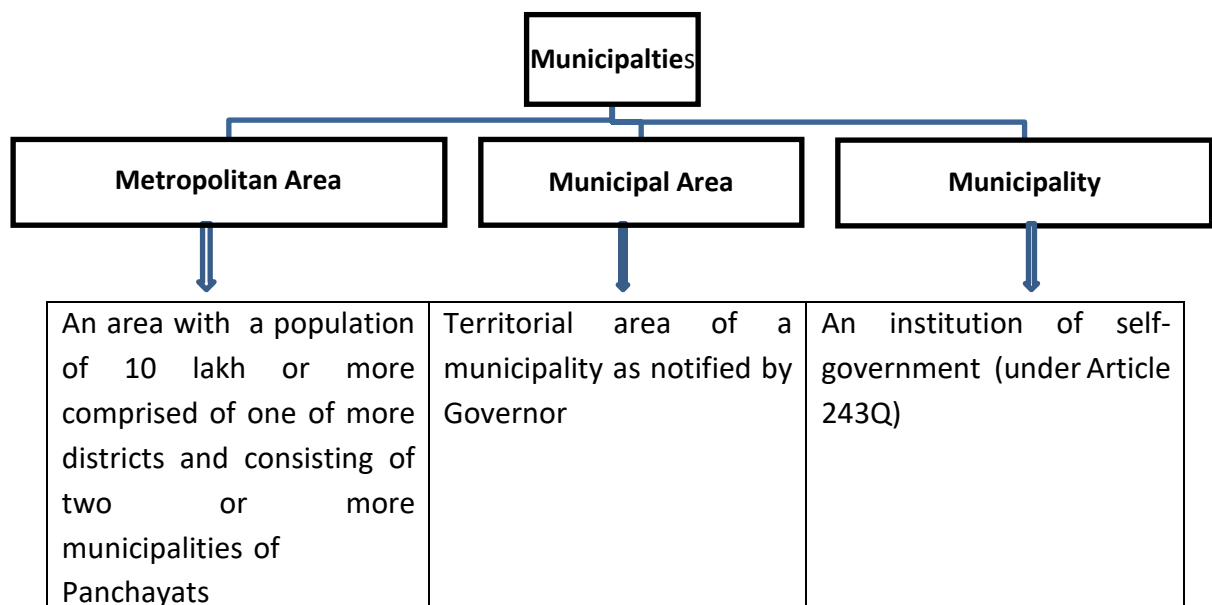 Municipalties
Metropolitan Area
Municipal Area
Municipality
An area with a population
of 10 lakh or more
comprised of one of more
districts and consisting of
two or more
municipalities of
Panchayats
Territorial area of a
municipality as notified by
Governor
An institution of self-
government (under Article
243Q)